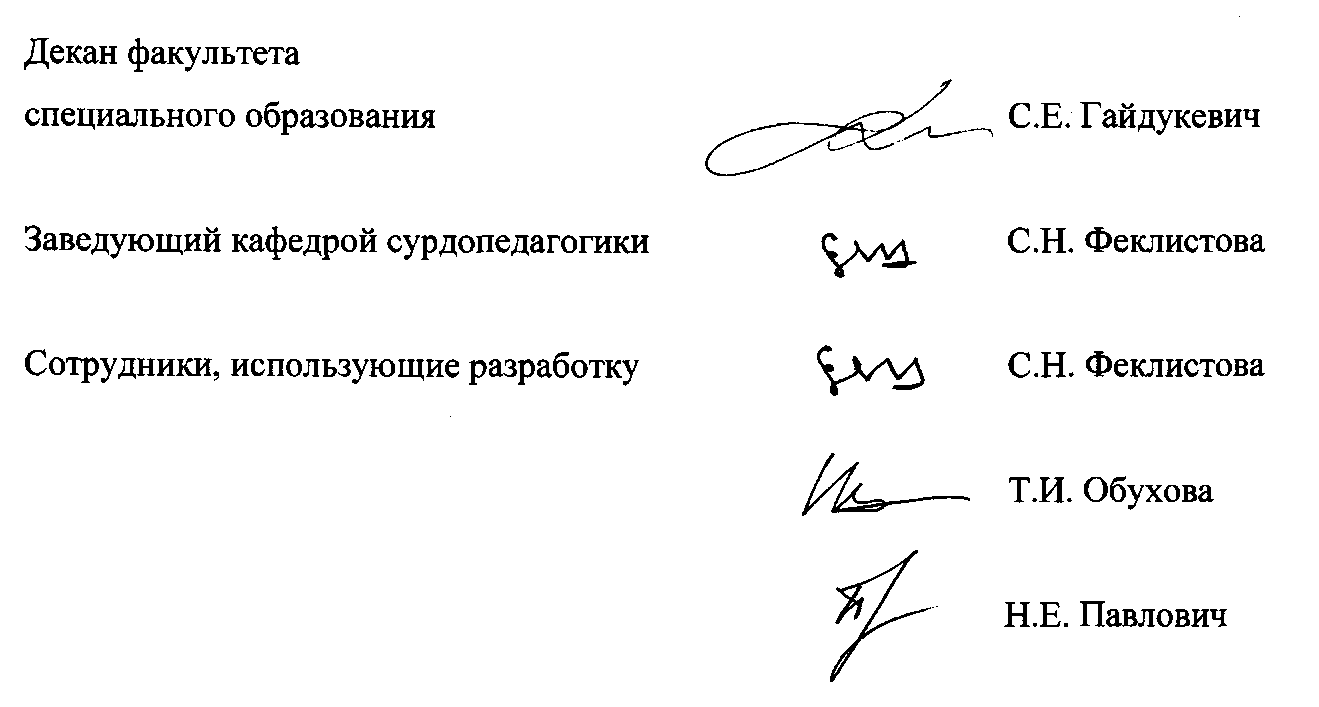 Декан факультета
специального образования С.Е. Гайдукевич
Заведующий кафедрой сурдопедагогики С.Н. Феклистова
Сотрудники, использующие разработку С.Н. Феклистова
Т.И. Обухова
Н.Е. Павлович